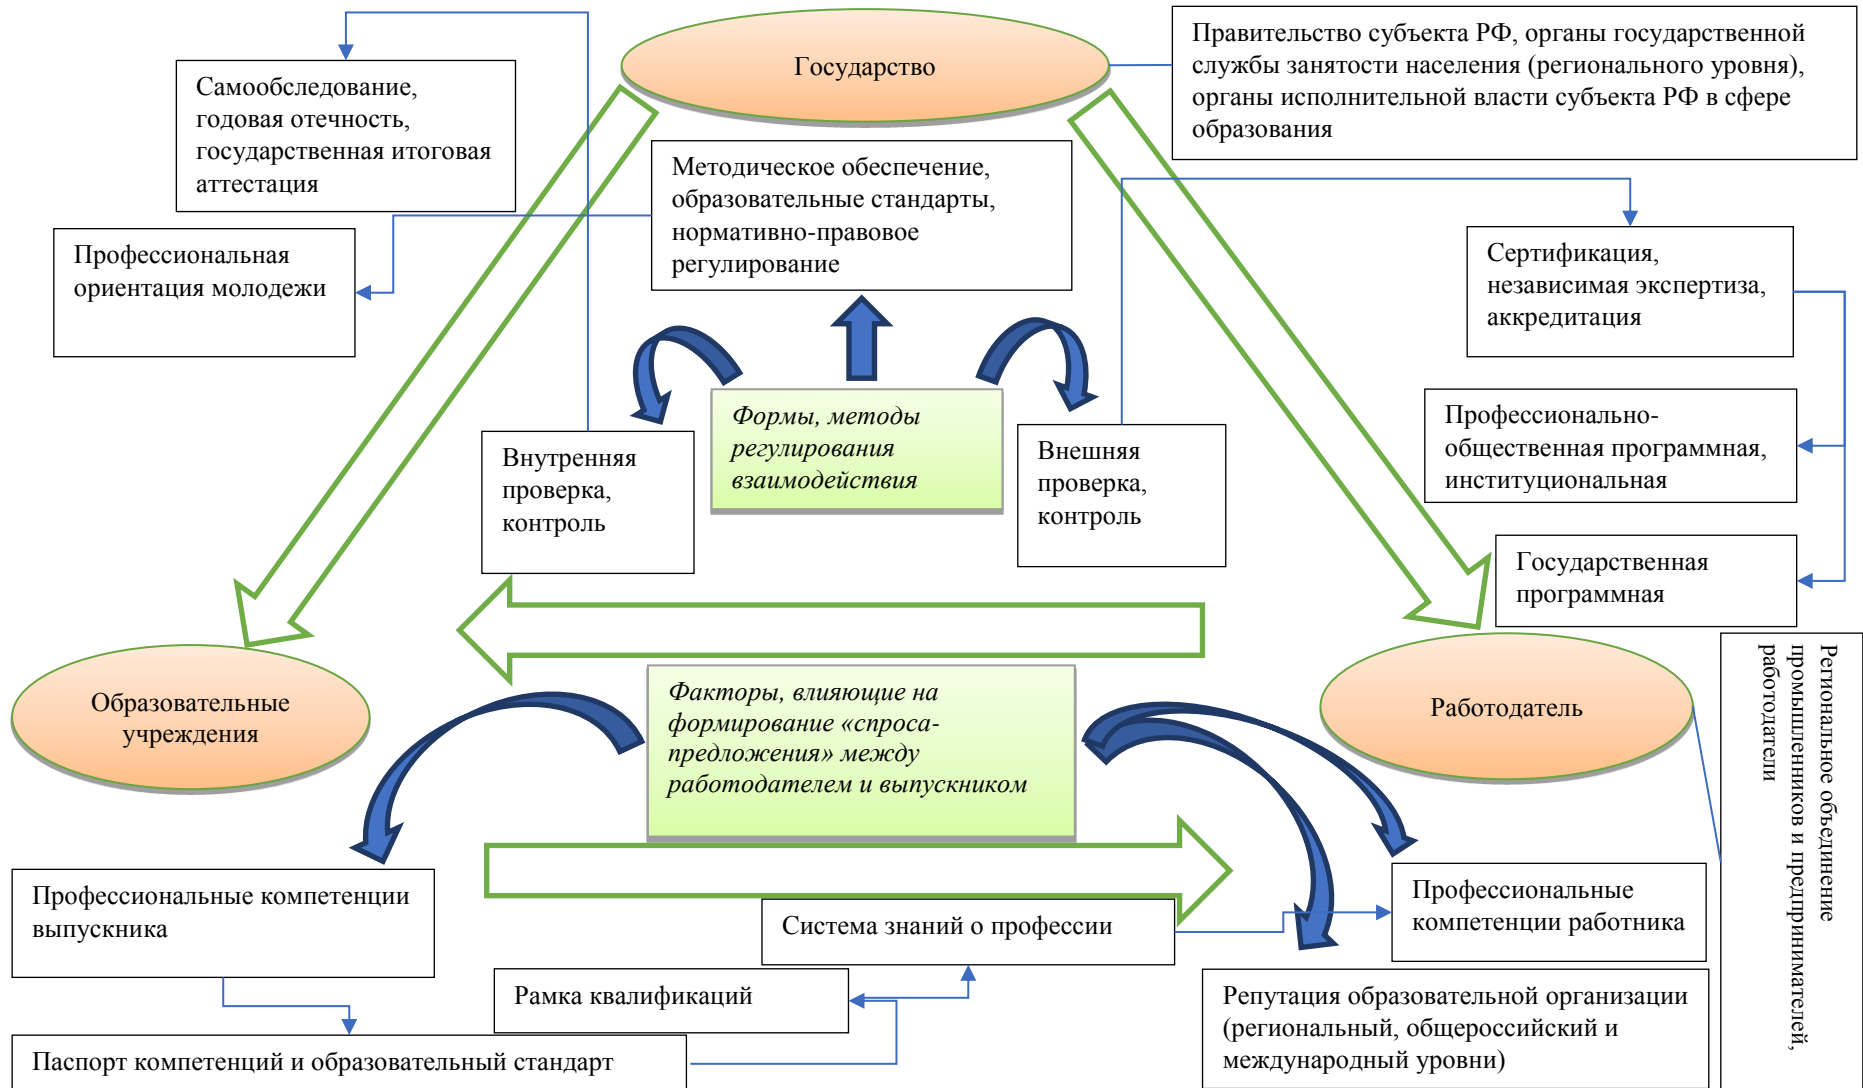 Государство
Правительство субъекта РФ, органы государственной
службы занятости населения (регионального уровня),
органы исполнительной власти субъекта РФ в сфере
образования
Самообследование,
годовая отечность,
государственная итоговая
аттестация
Методическое обеспечение,
образовательные стандарты,
нормативно-правовое
регулирование
Профессиональная
ориентация молодежи
Сертификация,
независимая экспертиза,
аккредитация
Формы, методы
регулирования
взаимодействия
Внутренняя
проверка,
контроль
Внешняя
проверка,
контроль
Профессионально-
общественная программная,
институциональная
Государственная
программная
Образовательные
учреждения
Факторы, влияющие на
формирование «спроса-
предложения» между
работодателем и выпускником
Работодатель
Региональное объединение
промышленников и предпринимателей,
работодатели
Профессиональные компетенции
выпускника
Система знаний о профессии
Профессиональные
компетенции работника
Рамка квалификаций
Репутация образовательной организации
(региональный, общероссийский и
международный уровни)
Паспорт компетенций и образовательный стандарт